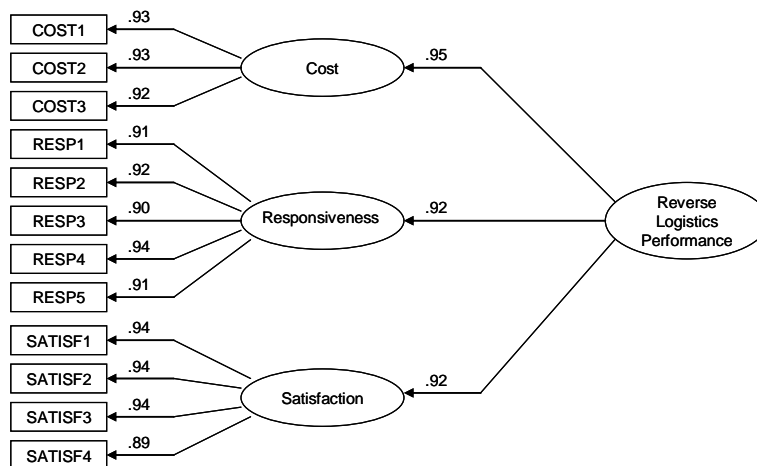 COST1
.93
COST2
.93
COST3
.92
Cost
.95
RESP1
.91
RESP2
.92
RESP3
.90
RESP4
.94
RESP5
.91
Responsiveness
.92
Reverse
Logistics
Performance
SATISF1
.94
SATISF2
.94
SATISF3
.94
SATISF4
.89
Satisfaction
.92